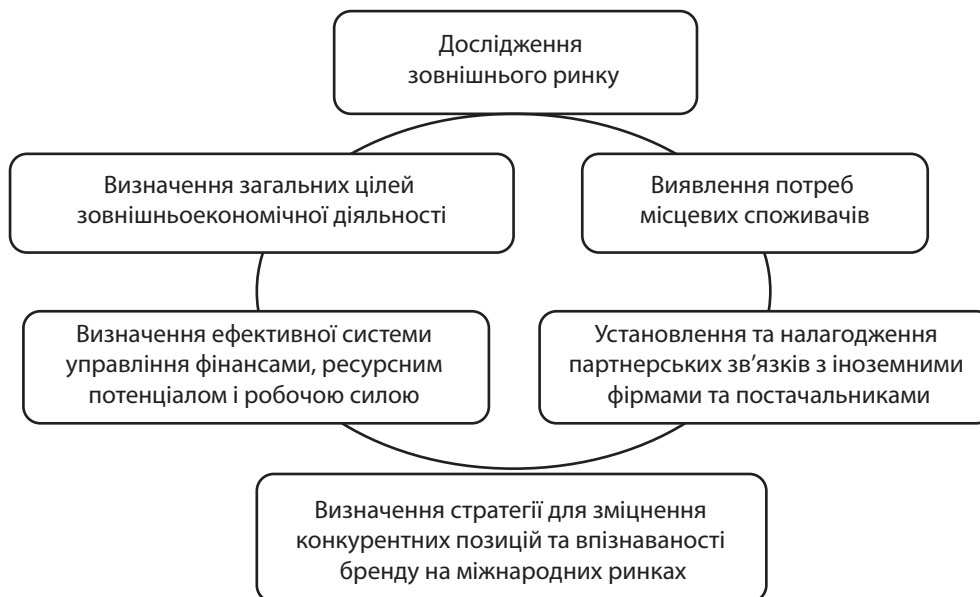 Дослідження
зовнішнього ринку
Визначення загальних цілей
зовнішньоекономічної діяльності
Виявлення потреб
місцевих споживачів
Визначення ефективної системи
управління фінансами, ресурсним
потенціалом і робочою силою
Установлення та налагодження
партнерських зв’язків з іноземними
фірмами та постачальниками
Визначення стратегії для зміцнення
конкурентних позицій та впізнаваності
бренду на міжнародних ринках